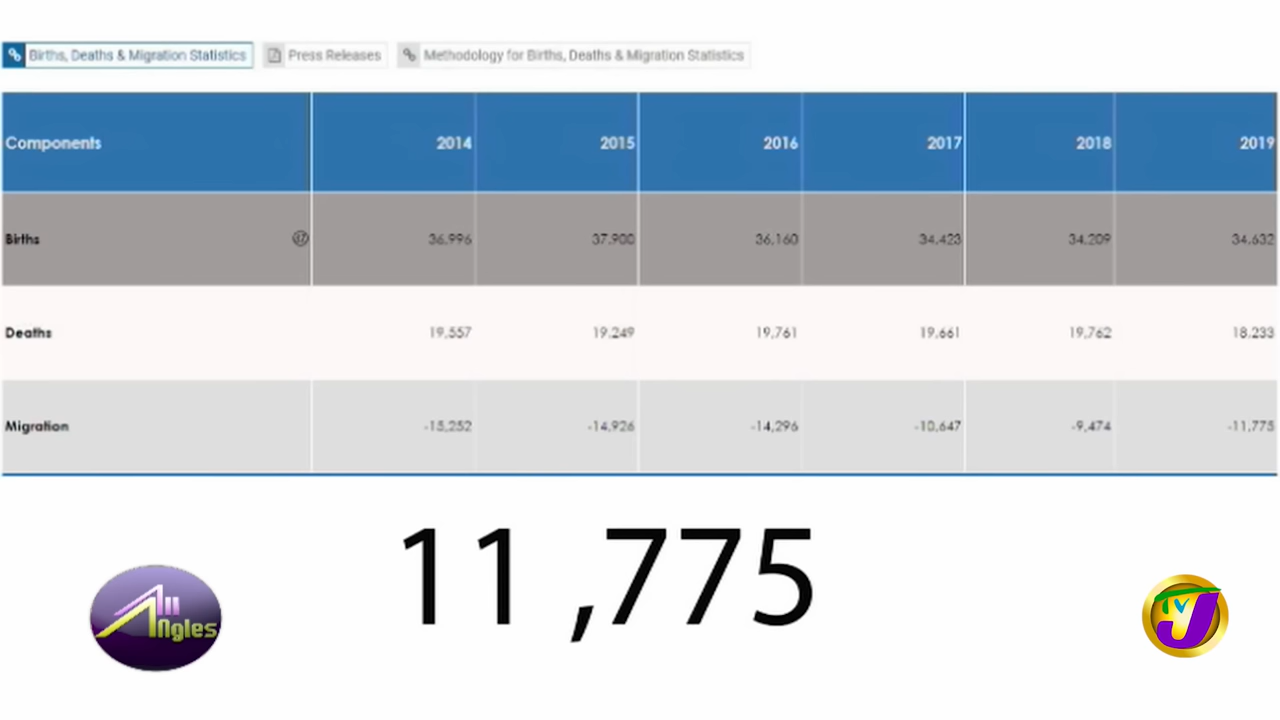 Births, Deaths & Migration Statistics Press Releases Methodology for Births, Deaths & Migration Statistics
Components 2014 2015 2016 2017 2018 2019
Births 36,996 37,900 36,160 34,423 34,209 34,632
Deaths 19,557 19,249 19,761 19,661 19,762 18,233
Migration -15,252 -14,926 -14,296 -10,647 -9,474 -11,775
11 ,775
All Angles
TVJ